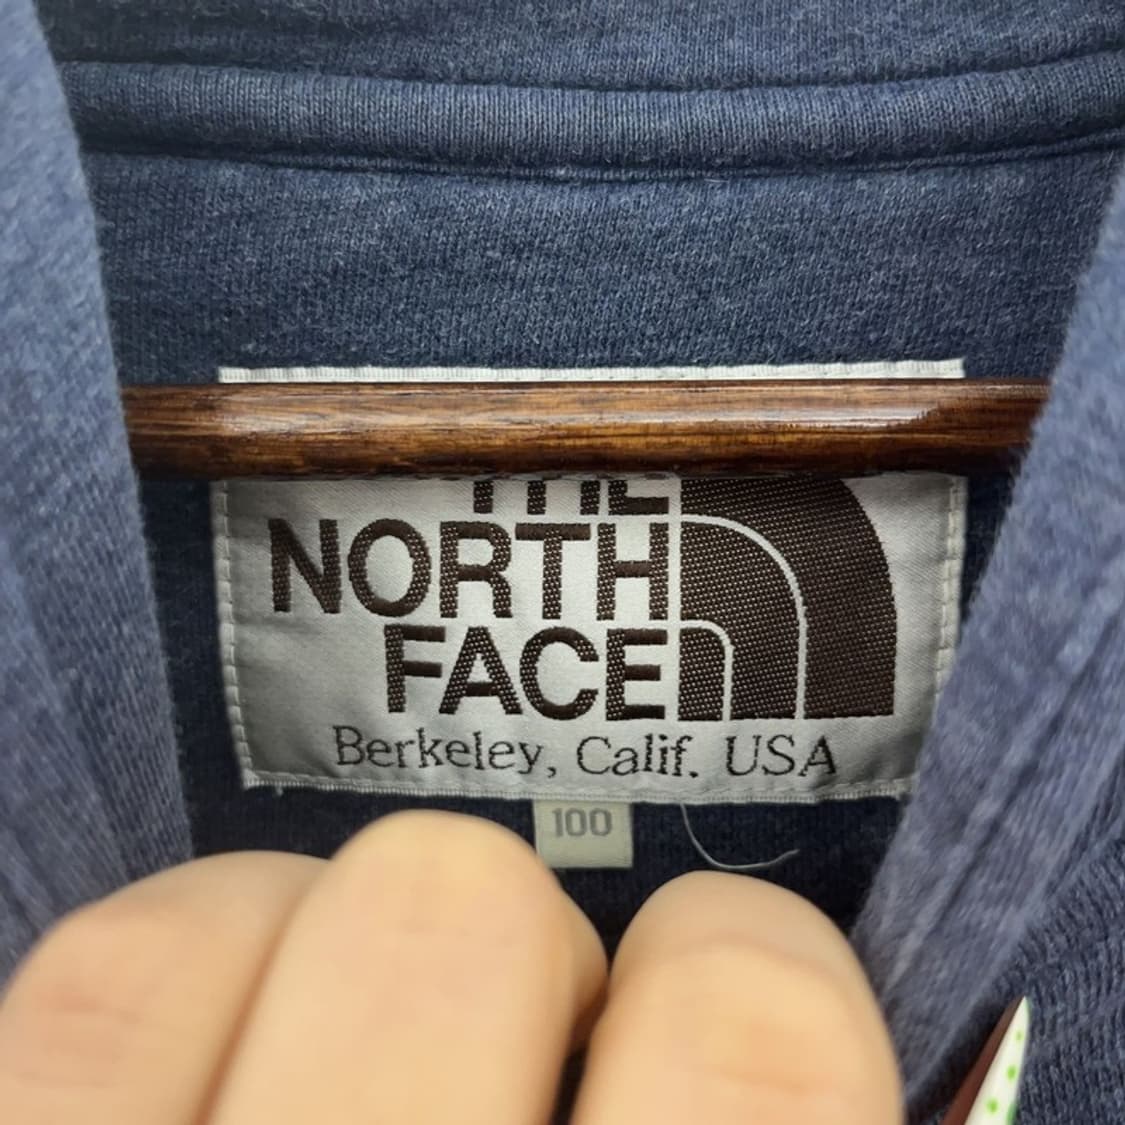 THE
NORTH
FACE
Berkeley, Calif. USA
100